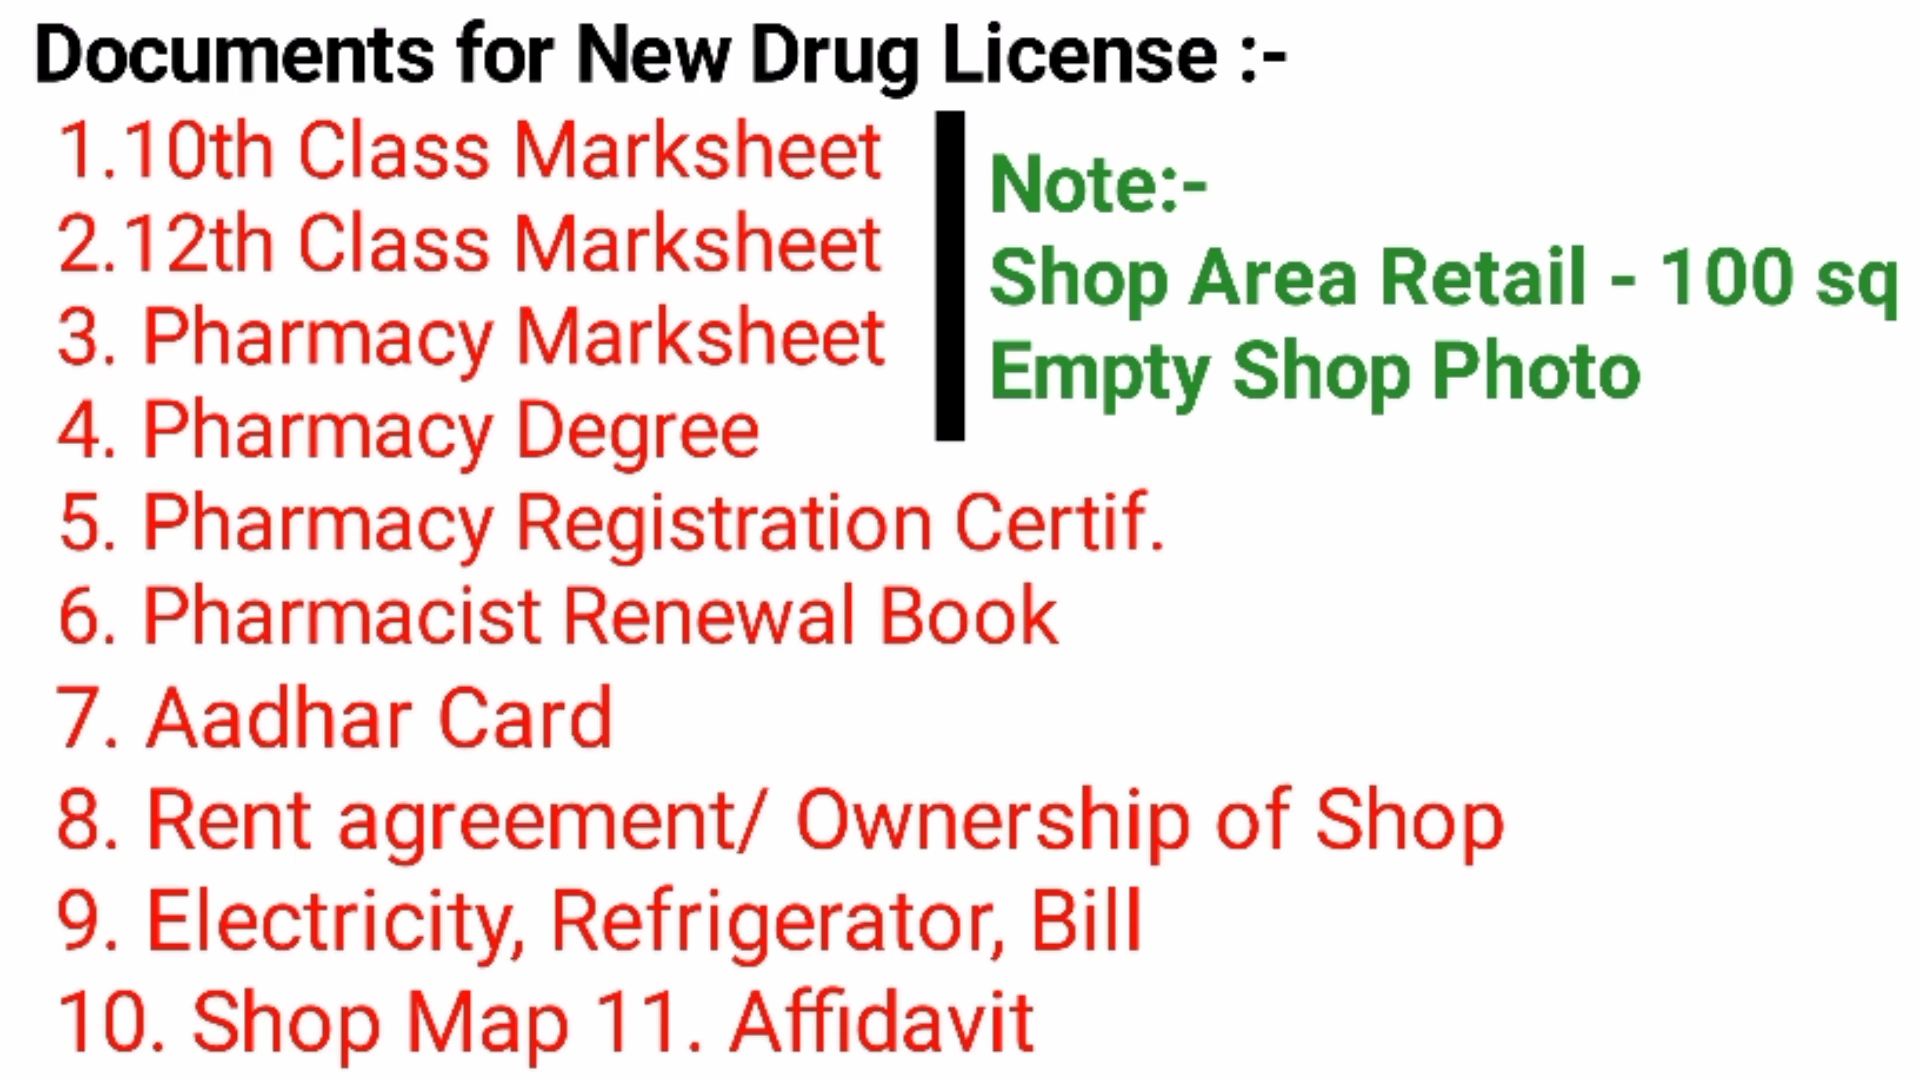 Documents for New Drug License :-
1.10th Class Marksheet
2.12th Class Marksheet
3. Pharmacy Marksheet
4. Pharmacy Degree
5. Pharmacy Registration Certif.
6. Pharmacist Renewal Book
7. Aadhar Card
8. Rent agreement/ Ownership of Shop
9. Electricity, Refrigerator, Bill
10. Shop Map 11. Affidavit
Note:-
Shop Area Retail - 100 sq
Empty Shop Photo